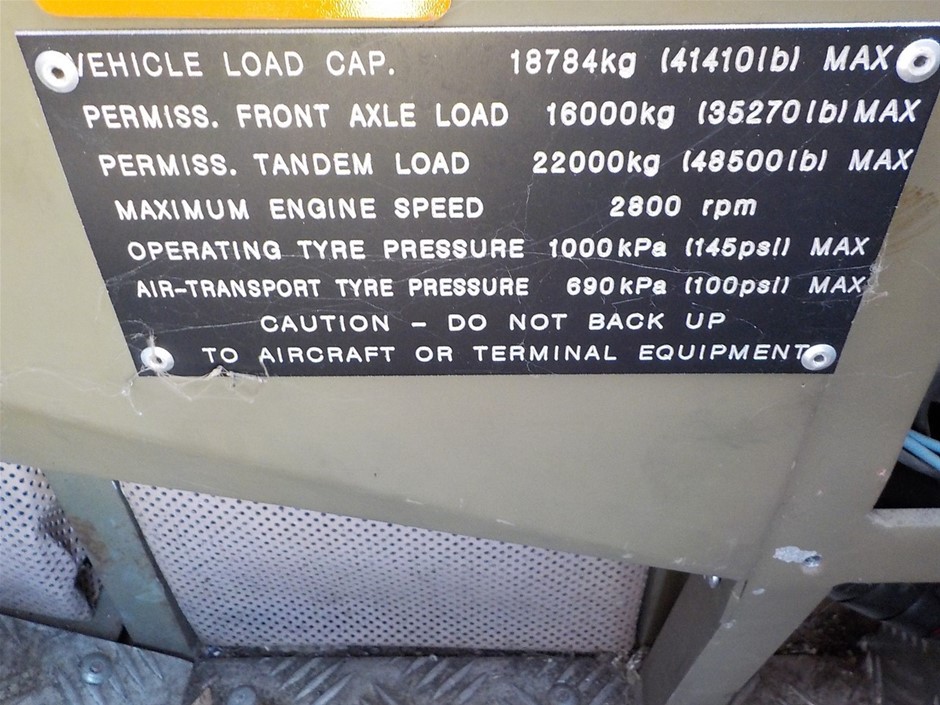 VEHICLE LOAD CAP. 18784kg (41410lb) MAX
PERMISS. FRONT AXLE LOAD 16000kg (35270lb) MAX
PERMISS. TANDEM LOAD 22000kg (48500lb) MAX
MAXIMUM ENGINE SPEED 2800 rpm
OPERATING TYRE PRESSURE 1000kPa (145psi) MAX
AIR-TRANSPORT TYRE PRESSURE 690kPa (100psi) MAX
CAUTION - DO NOT BACK UP
TO AIRCRAFT OR TERMINAL EQUIPMENT